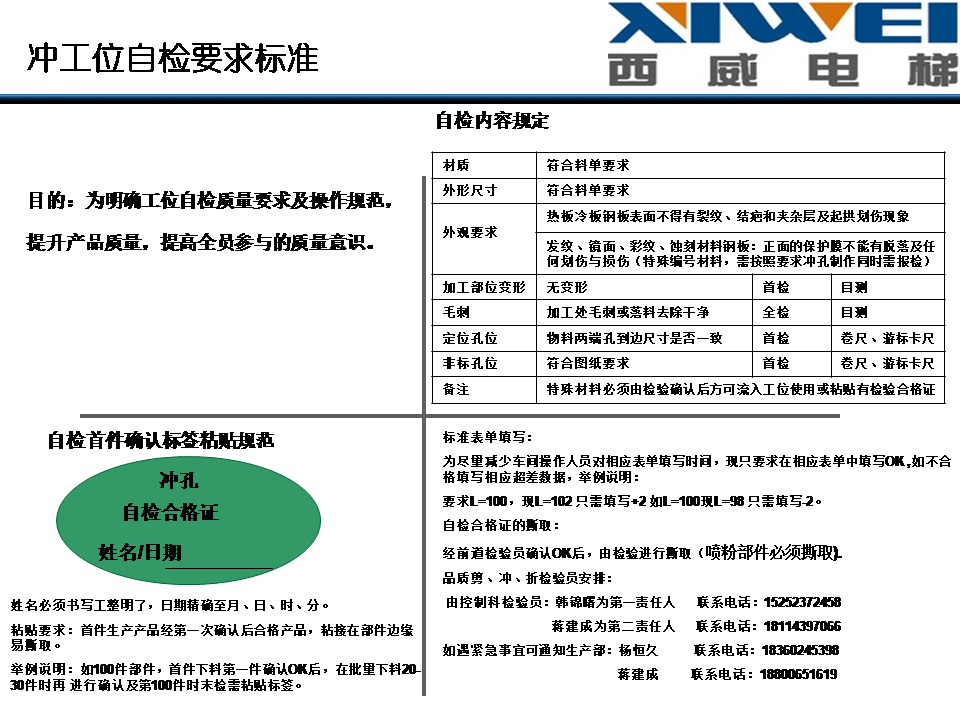 冲工位自检要求标准
XIWEI
西威电梯
目的：为明确工位自检质量要求及操作规范，
提升产品质量，提高全员参与的质量意识。
自检内容规定
材质 符合料单要求
外形尺寸 符合料单要求
外观要求 热板冷板钢板表面不得有裂纹、结疤和夹杂层及起拱划伤现象
发纹、镜面、彩纹、蚀刻材料钢板：正面的保护膜不能有脱落及任
何划伤与损伤（特殊编号材料，需按照要求冲孔制作同时需报检）
加工部位变形 无变形 首检 目测
毛刺 加工处毛刺或落料去除干净 全检 目测
定位孔位 物料两端孔到边尺寸是否一致 首检 卷尺、游标卡尺
非标孔位 符合图纸要求 首检 卷尺、游标卡尺
备注 特殊材料必须由检验确认后方可流入工位使用或粘贴有检验合格证
自检首件确认标签粘贴规范
冲孔
自检合格证
姓名/日期
姓名必须书写工整明了，日期精确至月、日、时、分。
粘贴要求：首件生产产品经第一次确认后合格产品，粘接在部件边缘
易撕取。
举例说明：如100件部件，首件下料第一件确认OK后，在批量下料20-
30件时再 进行确认及第100件时末检需粘贴标签。
标准表单填写：
为尽量减少车间操作人员对相应表单填写时间，现只要求在相应表单中填写OK，如不合
格填写相应超差数据，举例说明：
要求L=100，现L=102 只需填写+2 如L=100现L=98 只需填写-2。
自检合格证的撕取：
经前道检验员确认OK后，由检验进行撕取（喷粉部件必须撕取).
品质剪、冲、折检验员安排：
由控制科检验员：韩锦曙为第一责任人 联系电话：15252372458
蒋建成为第二责任人 联系电话：18114397066
如遇紧急事宜可通知生产部：杨恒久 联系电话：18360245398
蒋建成 联系电话：18800651619